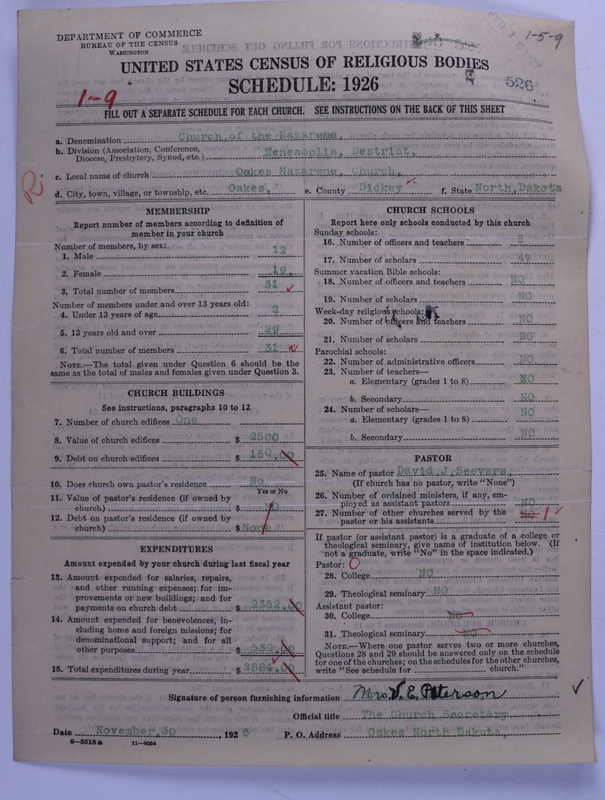 DEPARTMENT OF COMMERCE
BUREAU OF THE CENSUS
WASHINGTON
1-5-9
UNITED STATES CENSUS OF RELIGIOUS BODIES
SCHEDULE: 1926
526
1-9
FILL OUT A SEPARATE SCHEDULE FOR EACH CHURCH. SEE INSTRUCTIONS ON THE BACK OF THIS SHEET
a. Denomination Church of the Nazarene,
b. Division (Association, Conference, Diocese, Presbytery, Synod, etc.) Meneaoplis, District,
c. Local name of church Oakes Nazarene, Church,
d. City, town, village, or township, etc. Oakes, e. County Dickey f. State North, Dakota
MEMBERSHIP
Report number of members according to definition of
member in your church
Number of members, by sex:
1. Male 12
2. Female 19
3. Total number of members 31
Number of members under and over 13 years old:
4. Under 13 years of age 2
5. 13 years old and over 29
6. Total number of members 31
NOTE.—The total given under Question 6 should be the
same as the total of males and females given under Question 3.
CHURCH BUILDINGS
See instructions, paragraphs 10 to 12
7. Number of church edifices One
8. Value of church edifices $ 2500
9. Debt on church edifices $ 150.00
10. Does church own pastor's residence? No
Yes or No
11. Value of pastor's residence (if owned by
church) $ NO
12. Debt on pastor's residence (if owned by
church) $ None
EXPENDITURES
Amount expended by your church during last fiscal year
13. Amount expended for salaries, repairs,
and other running expenses; for im-
provements or new buildings; and for
payments on church debt $ 2352.00
14. Amount expended for benevolences, in-
cluding home and foreign missions; for
denominational support; and for all
other purposes $
15. Total expenditures during year $ 2884.00
CHURCH SCHOOLS
Report here only schools conducted by this church
Sunday schools:
16. Number of officers and teachers 5
17. Number of scholars 47
Summer vacation Bible schools:
18. Number of officers and teachers NO
19. Number of scholars NO
Week-day religious schools:
20. Number of officers and teachers NO
21. Number of scholars NO
Parochial schools:
22. Number of administrative officers NO
23. Number of teachers—
a. Elementary (grades 1 to 8) NO
b. Secondary NO
24. Number of scholars—
a. Elementary (grades 1 to 8) NO
b. Secondary NO
PASTOR
25. Name of pastor David J. Seevers,
(If church has no pastor, write "None")
26. Number of ordained ministers, if any, em-
ployed as assistant pastors NO
27. Number of other churches served by the
pastor or his assistants NO 1
If pastor (or assistant pastor) is a graduate of a college or
theological seminary, give name of institution below. (If
not a graduate, write "No" in the space indicated.)
Pastor: O
28. College NO
29. Theological seminary NO
Assistant pastor:
30. College NO
31. Theological seminary NO
NOTE.—Where one pastor serves two or more churches,
Questions 28 and 29 should be answered only on the schedule
for one of the churches; on the schedules for the other churches,
write "See schedule for church."
Signature of person furnishing information Mrs V. E. Peterson
Official title The Church Secretary
Date November, 30, 1926 P. O. Address Oakes North Dakota,
8-5518 a 11-9034